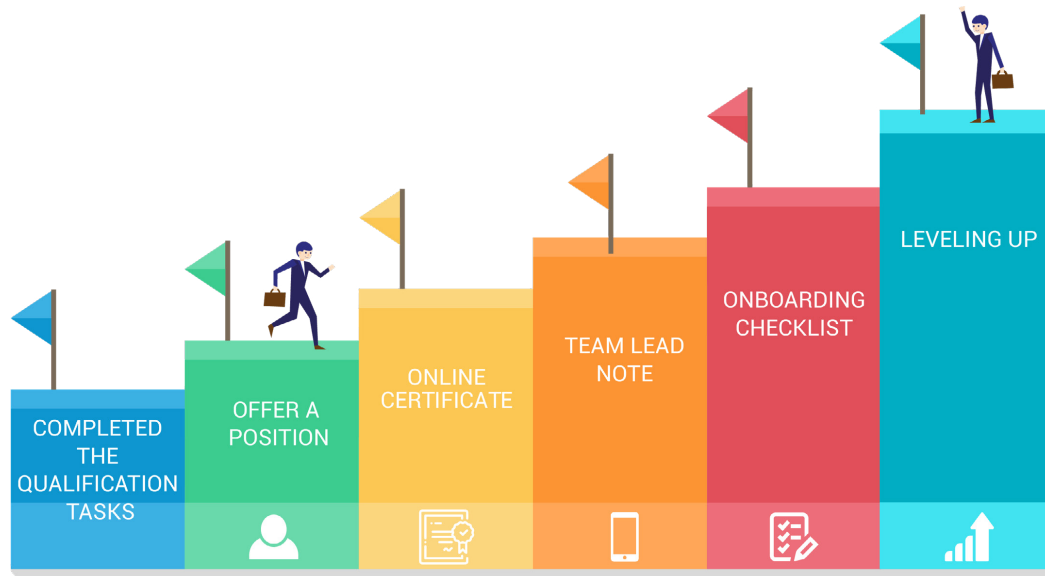 COMPLETED
THE
QUALIFICATION
TASKS
OFFER A
POSITION
ONLINE
CERTIFICATE
TEAM LEAD
NOTE
ONBOARDING
CHECKLIST
LEVELING UP